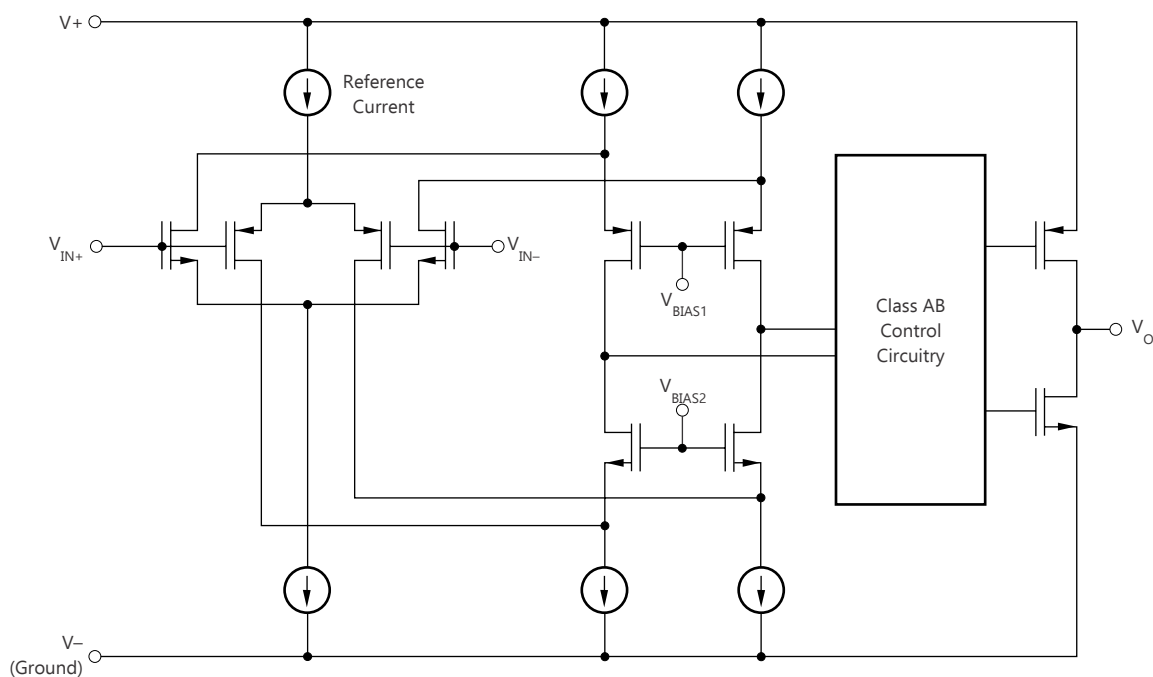 V+
Reference
Current
VIN+
VIN–
VBIAS1
VBIAS2
Class AB
Control
Circuitry
VO
V–
(Ground)